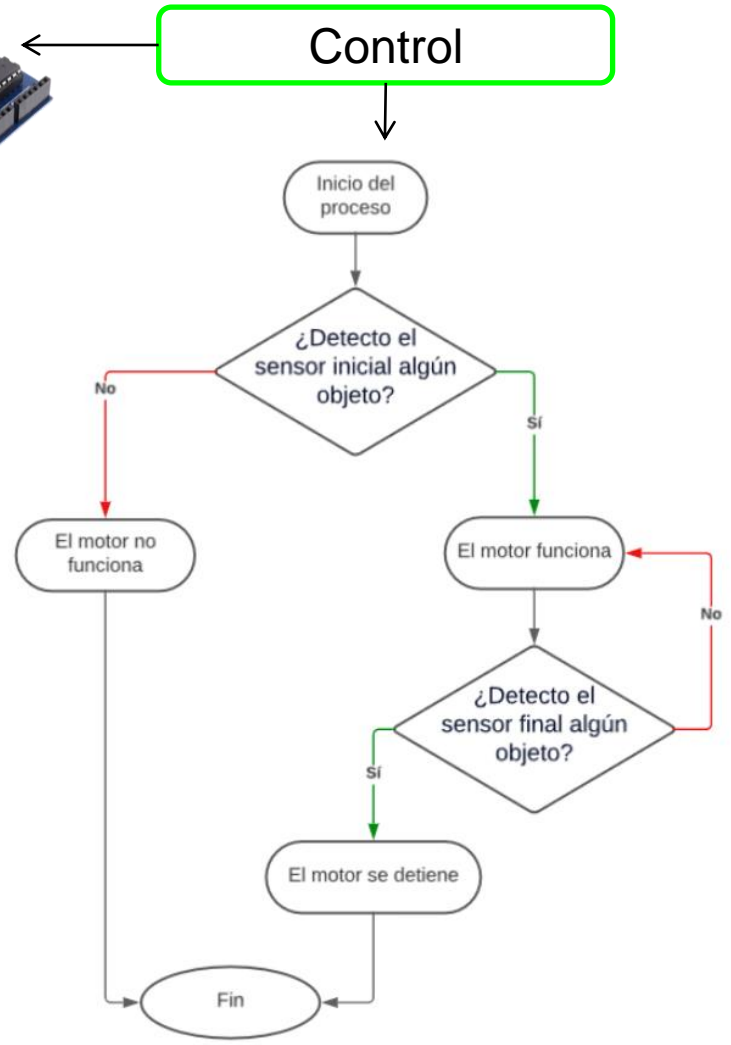 Control
Inicio del
proceso
¿Detecto el
sensor inicial algún
objeto?
No
Sí
El motor no
funciona
El motor funciona
No
¿Detecto el
sensor final algún
objeto?
Sí
El motor se detiene
Fin